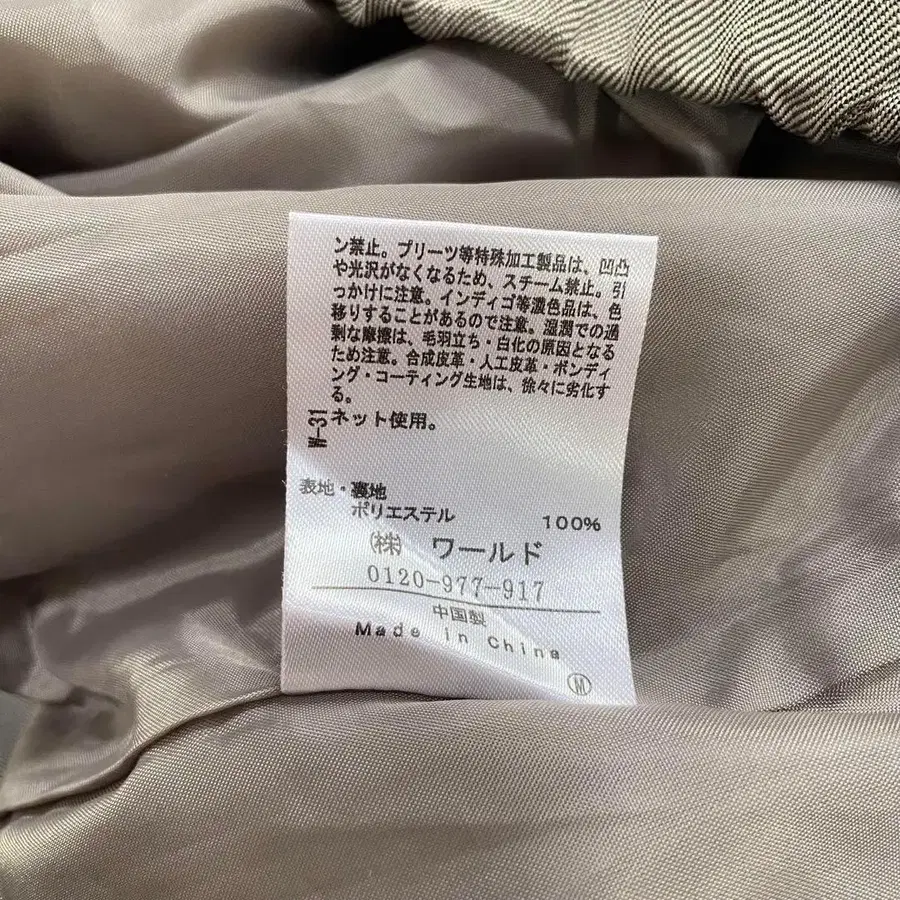 ン禁止。プリーツ等特殊加工製品は、凹凸
や光沢がなくなるため、スチーム禁止。引
っかけに注意。インディゴ等濃色品は、色
移りすることがあるので注意。湿潤での過
剰な摩擦は、毛羽立ち・白化の原因となる
ため注意。合成皮革・人工皮革・ボンディ
ング・コーティング生地は、徐々に劣化す
る。
ネット使用。
W-31
表地・裏地
ポリエステル 100%
㈱ ワールド
0120-977-917
中国製
Made in China
Ⓜ